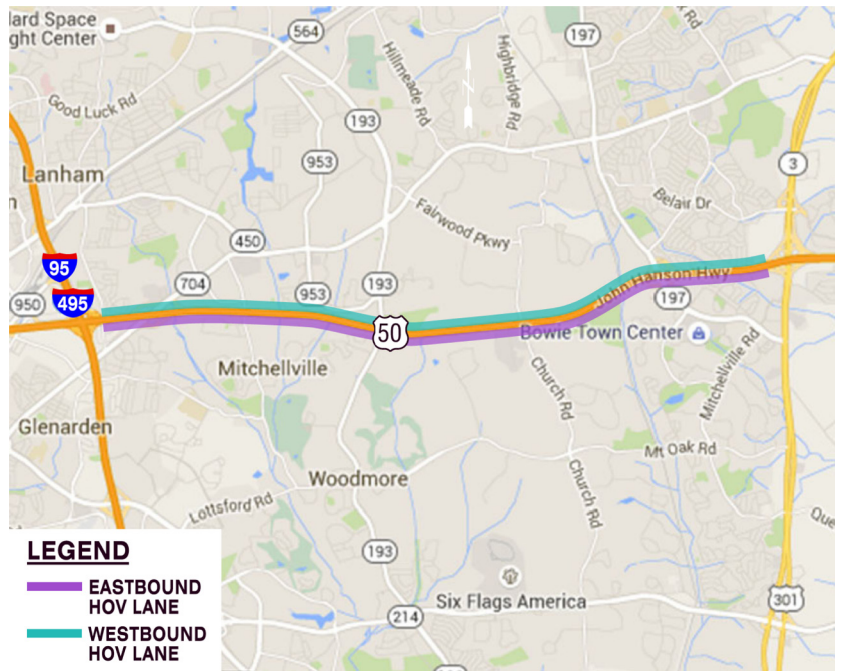 lard Space
ght Center
564
197
Rd
Hillmeade Rd
Highbridge Rd
Good Luck Rd
193
953
3
Lanham
n
Belair Dr
Fairwood Pkwy
450
95
704
193
John Hanson Hwy
495
950
953
197
50
Bowie Town Center
Mitchellville
Mitchellville Rd
Church Rd
Glenarden
Mt Oak Rd
Woodmore
Church Rd
Lottsford Rd
Que
193
LEGEND
EASTBOUND
HOV LANE
WESTBOUND
HOV LANE
Six Flags America
301
214